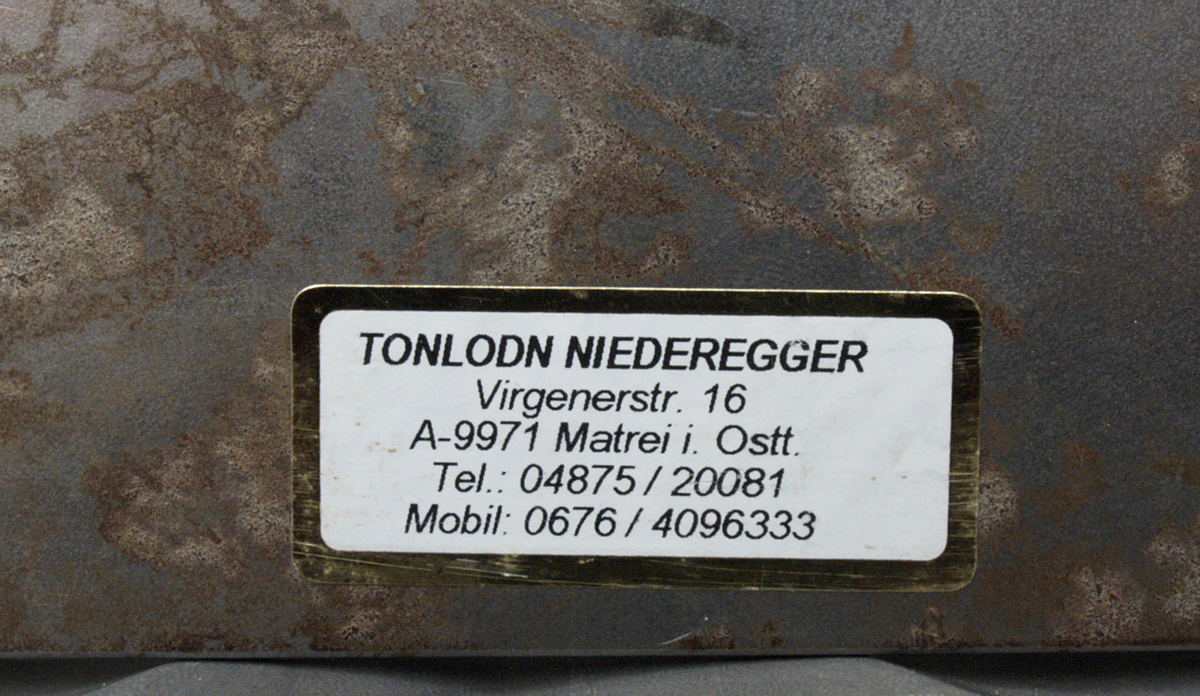 TONLODN NIEDEREGGER
Virgenerstr. 16
A-9971 Matrei i. Ostt.
Tel.: 04875 / 20081
Mobil: 0676 / 4096333